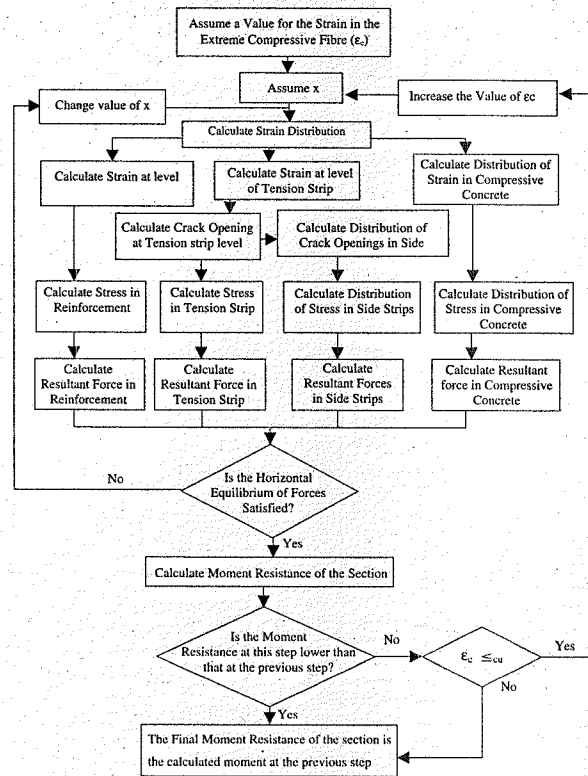 Assume a Value for the Strain in the
Extreme Compressive Fibre (εc)
Assume x
Change value of x
Increase the Value of εc
Calculate Strain Distribution
Calculate Strain at level
Calculate Strain at level
of Tension Strip
Calculate Distribution of
Strain in Compressive
Concrete
Calculate Crack Opening
at Tension strip level
Calculate Distribution of
Crack Openings in Side
Calculate Stress in
Reinforcement
Calculate Stress
in Tension Strip
Calculate Distribution
of Stress in Side Strips
Calculate Distribution of
Stress in Compressive
Concrete
Calculate
Resultant Force in
Reinforcement
Calculate
Resultant Force in
Tension Strip
Calculate
Resultant Forces
in Side Strips
Calculate Resultant
force in Compressive
Concrete
No
Is the Horizontal
Equilibrium of Forces
Satisfied?
Yes
Calculate Moment Resistance of the Section
Is the Moment
Resistance at this step lower than
that at the previous step?
No
εc ≤cu
Yes
No
Yes
The Final Moment Resistance of the section is
the calculated moment at the previous step